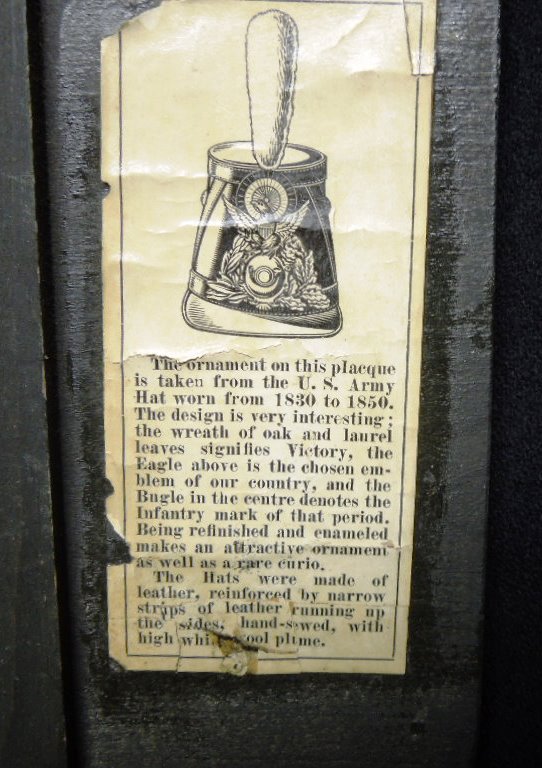 The ornament on this placque
is taken from the U. S. Army
Hat worn from 1830 to 1850.
The design is very interesting;
the wreath of oak and laurel
leaves signifies Victory, the
Eagle above is the chosen em-
blem of our country, and the
Bugle in the centre denotes the
Infantry mark of that period.
Being refinished and enameled
makes an attractive ornament
as well as a rare curio.
The Hats were made of
leather, reinforced by narrow
straps of leather running up
the sides, hand-sewed, with
high plume.